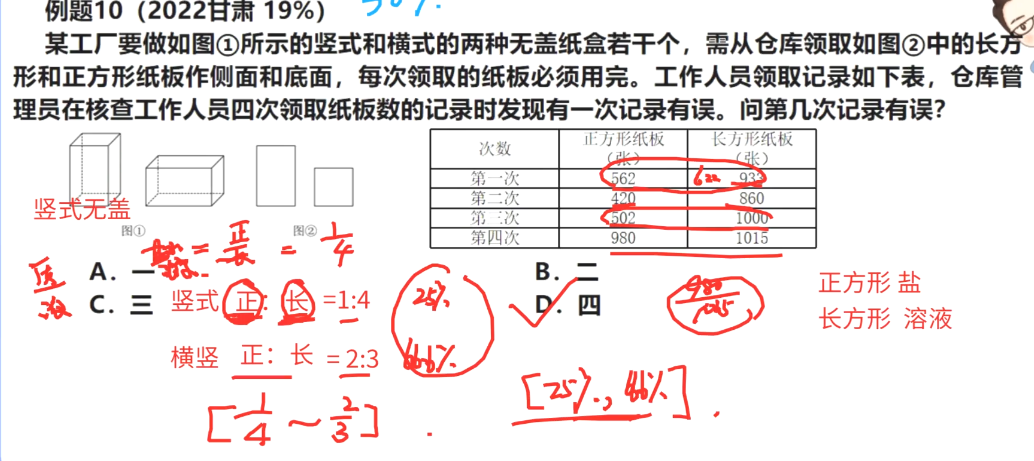 例题10（2022甘肃 19%）
50%.
某工厂要做如图①所示的竖式和横式的两种无盖纸盒若干个，需从仓库领取如图②中的长方
形和正方形纸板作侧面和底面，每次领取的纸板必须用完。工作人员领取记录如下表，仓库管
理员在核查工作人员四次领取纸板数的记录时发现有一次记录有误。问第几次记录有误？
次数 正方形纸板（张） 长方形纸板（张）
第一次 562 622 933
第二次 420 860
第三次 502 1000
第四次 980 1015
竖式无盖
图① 图②
= 正/长 = 1/4
A. 一 B. 二
C. 三 D. 四
质/液
竖式 正：长 =1:4
25%
980/1015
正方形 盐
长方形 溶液
横竖 正：长 = 2:3
66%
[1/4 ～ 2/3] .
[25%., 66%] .